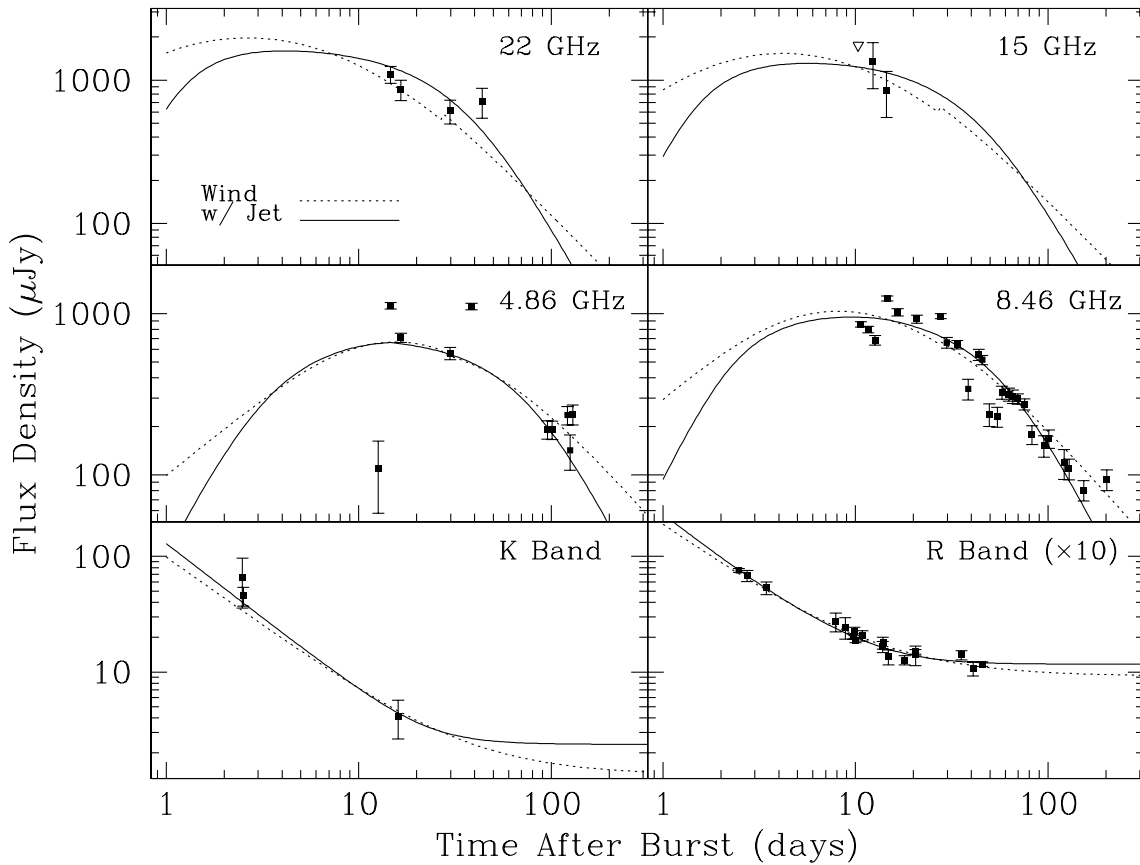 22 GHz
15 GHz
1000
100
Wind
w/ Jet
4.86 GHz
8.46 GHz
1000
100
K Band
R Band (×10)
100
10
1
10
100
1
10
100
Flux Density (μJy)
Time After Burst (days)